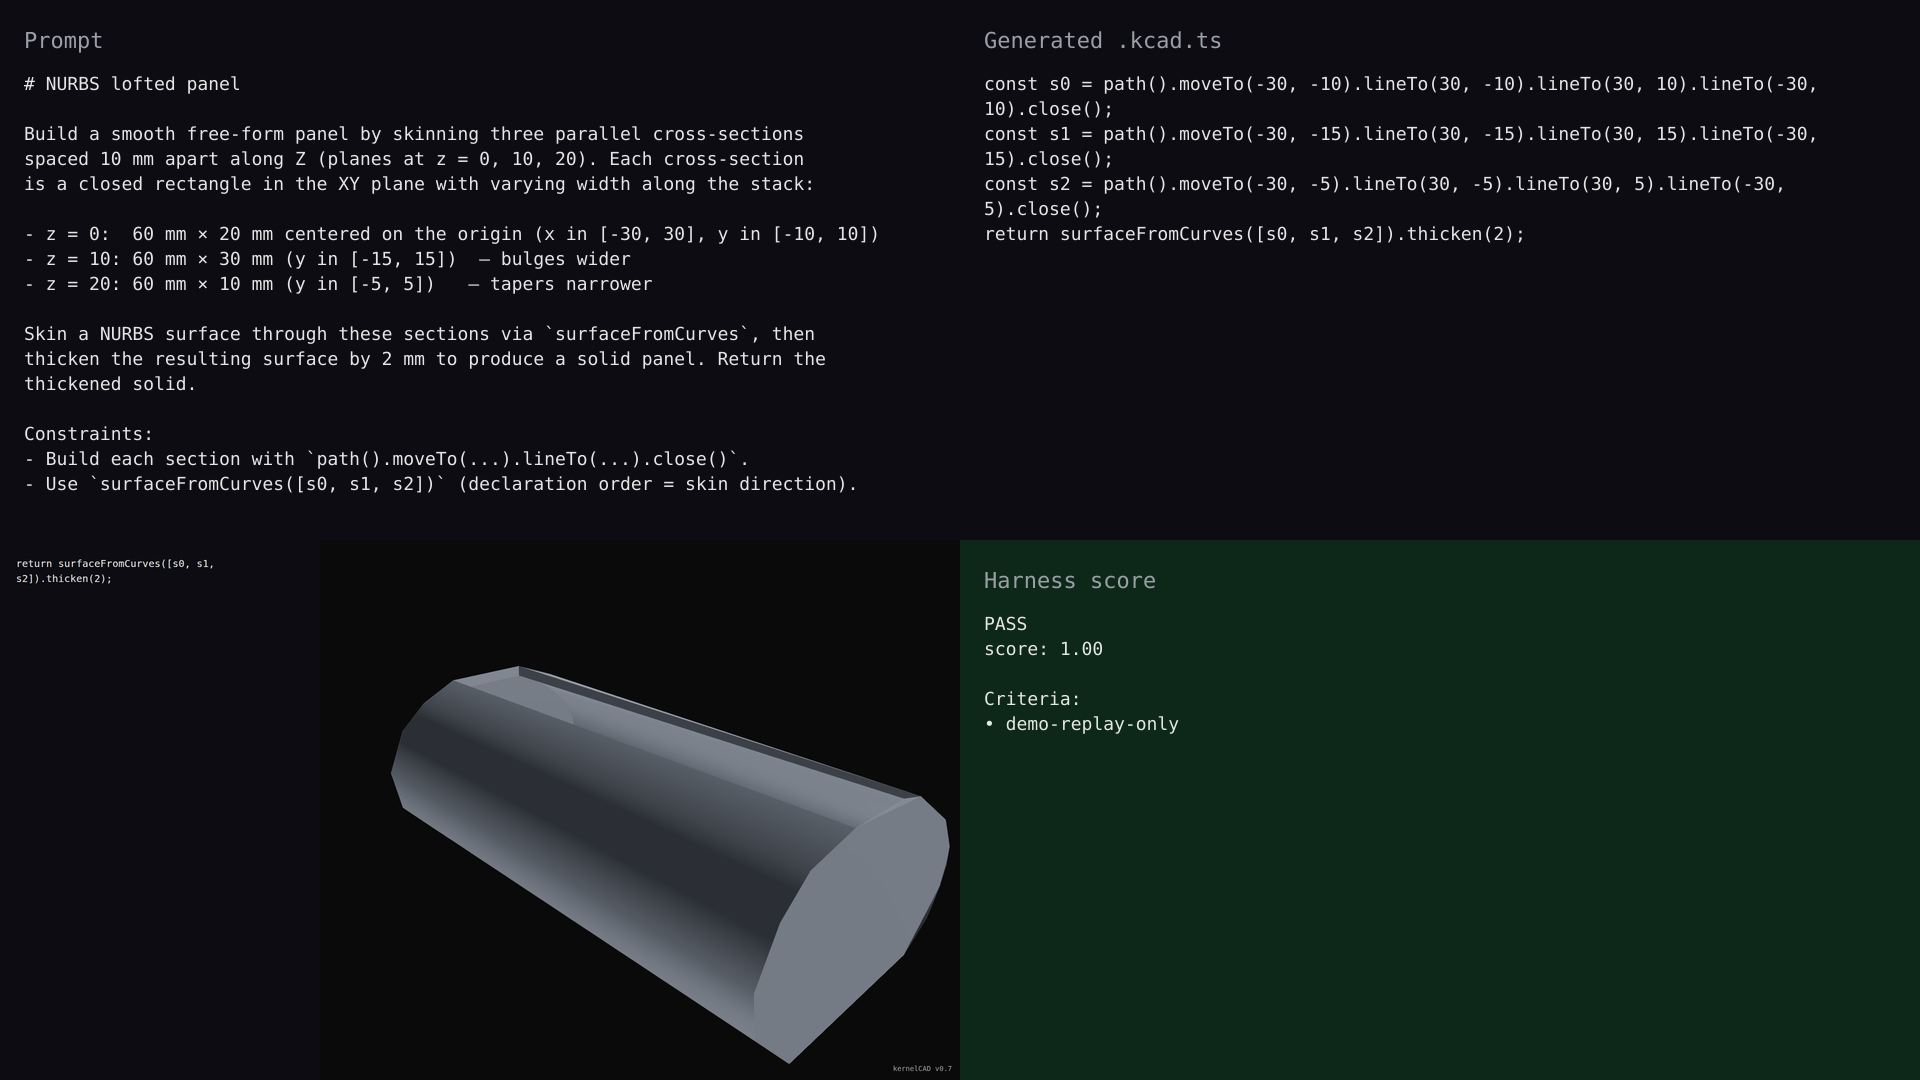 Prompt
# NURBS lofted panel
Build a smooth free-form panel by skinning three parallel cross-sections
spaced 10 mm apart along Z (planes at z = 0, 10, 20). Each cross-section
is a closed rectangle in the XY plane with varying width along the stack:
- z = 0:  60 mm × 20 mm centered on the origin (x in [-30, 30], y in [-10, 10])
- z = 10: 60 mm × 30 mm (y in [-15, 15])  — bulges wider
- z = 20: 60 mm × 10 mm (y in [-5, 5])   — tapers narrower
Skin a NURBS surface through these sections via `surfaceFromCurves`, then
thicken the resulting surface by 2 mm to produce a solid panel. Return the
thickened solid.
Constraints:
- Build each section with `path().moveTo(...).lineTo(...).close()`.
- Use `surfaceFromCurves([s0, s1, s2])` (declaration order = skin direction).
Generated .kcad.ts
const s0 = path().moveTo(-30, -10).lineTo(30, -10).lineTo(30, 10).lineTo(-30,
10).close();
const s1 = path().moveTo(-30, -15).lineTo(30, -15).lineTo(30, 15).lineTo(-30,
15).close();
const s2 = path().moveTo(-30, -5).lineTo(30, -5).lineTo(30, 5).lineTo(-30,
5).close();
return surfaceFromCurves([s0, s1, s2]).thicken(2);
return surfaceFromCurves([s0, s1,
s2]).thicken(2);
kernelCAD v0.7
Harness score
PASS
score: 1.00
Criteria:
• demo-replay-only